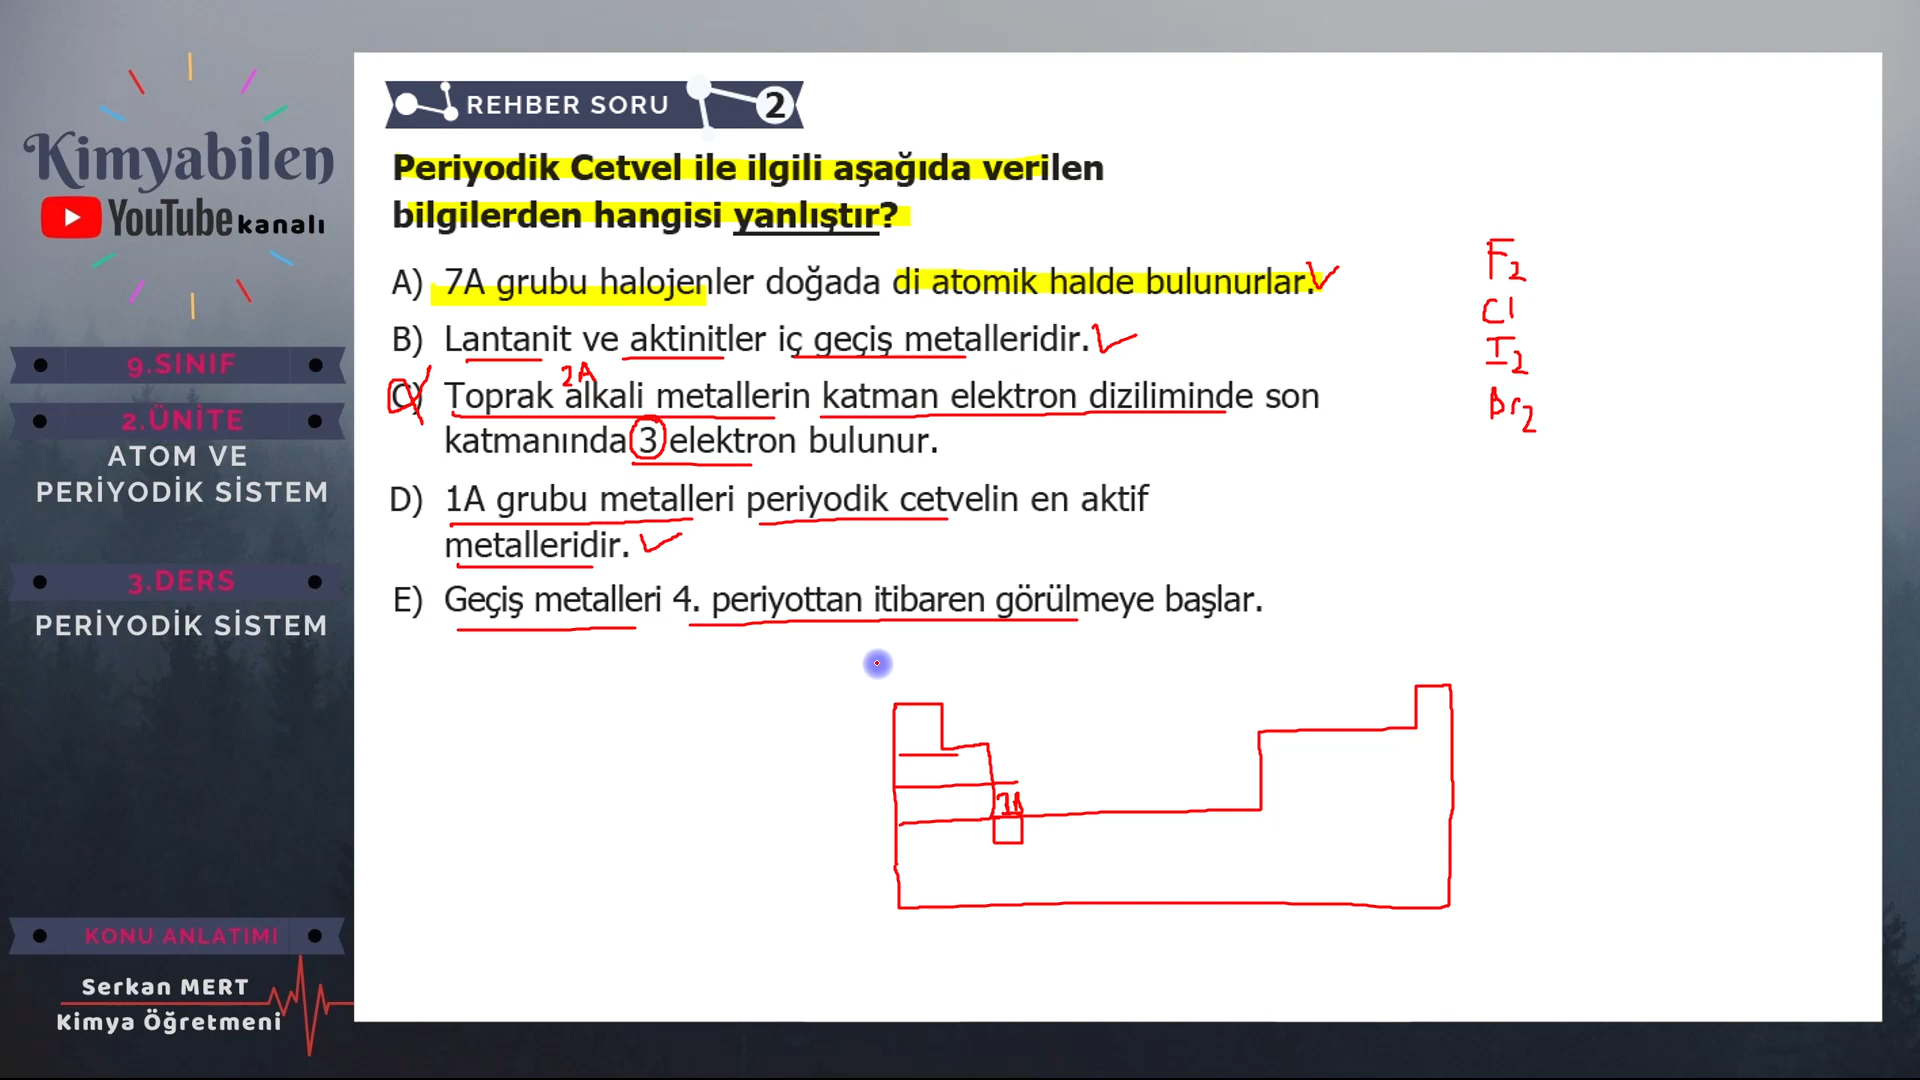 Kimyabilen
YouTube kanalı
9.SINIF
2.ÜNİTE
ATOM VE
PERİYODİK SİSTEM
3.DERS
PERİYODİK SİSTEM
KONU ANLATIMI
Serkan MERT
Kimya Öğretmeni
REHBER SORU 2
Periyodik Cetvel ile ilgili aşağıda verilen
bilgilerden hangisi yanlıştır?
A) 7A grubu halojenler doğada di atomik halde bulunurlar.
B) Lantanit ve aktinitler iç geçiş metalleridir.
2A
C) Toprak alkali metallerin katman elektron diziliminde son
katmanında 3 elektron bulunur.
D) 1A grubu metalleri periyodik cetvelin en aktif
metalleridir.
E) Geçiş metalleri 4. periyottan itibaren görülmeye başlar.
F2
Cl
I2
Br2